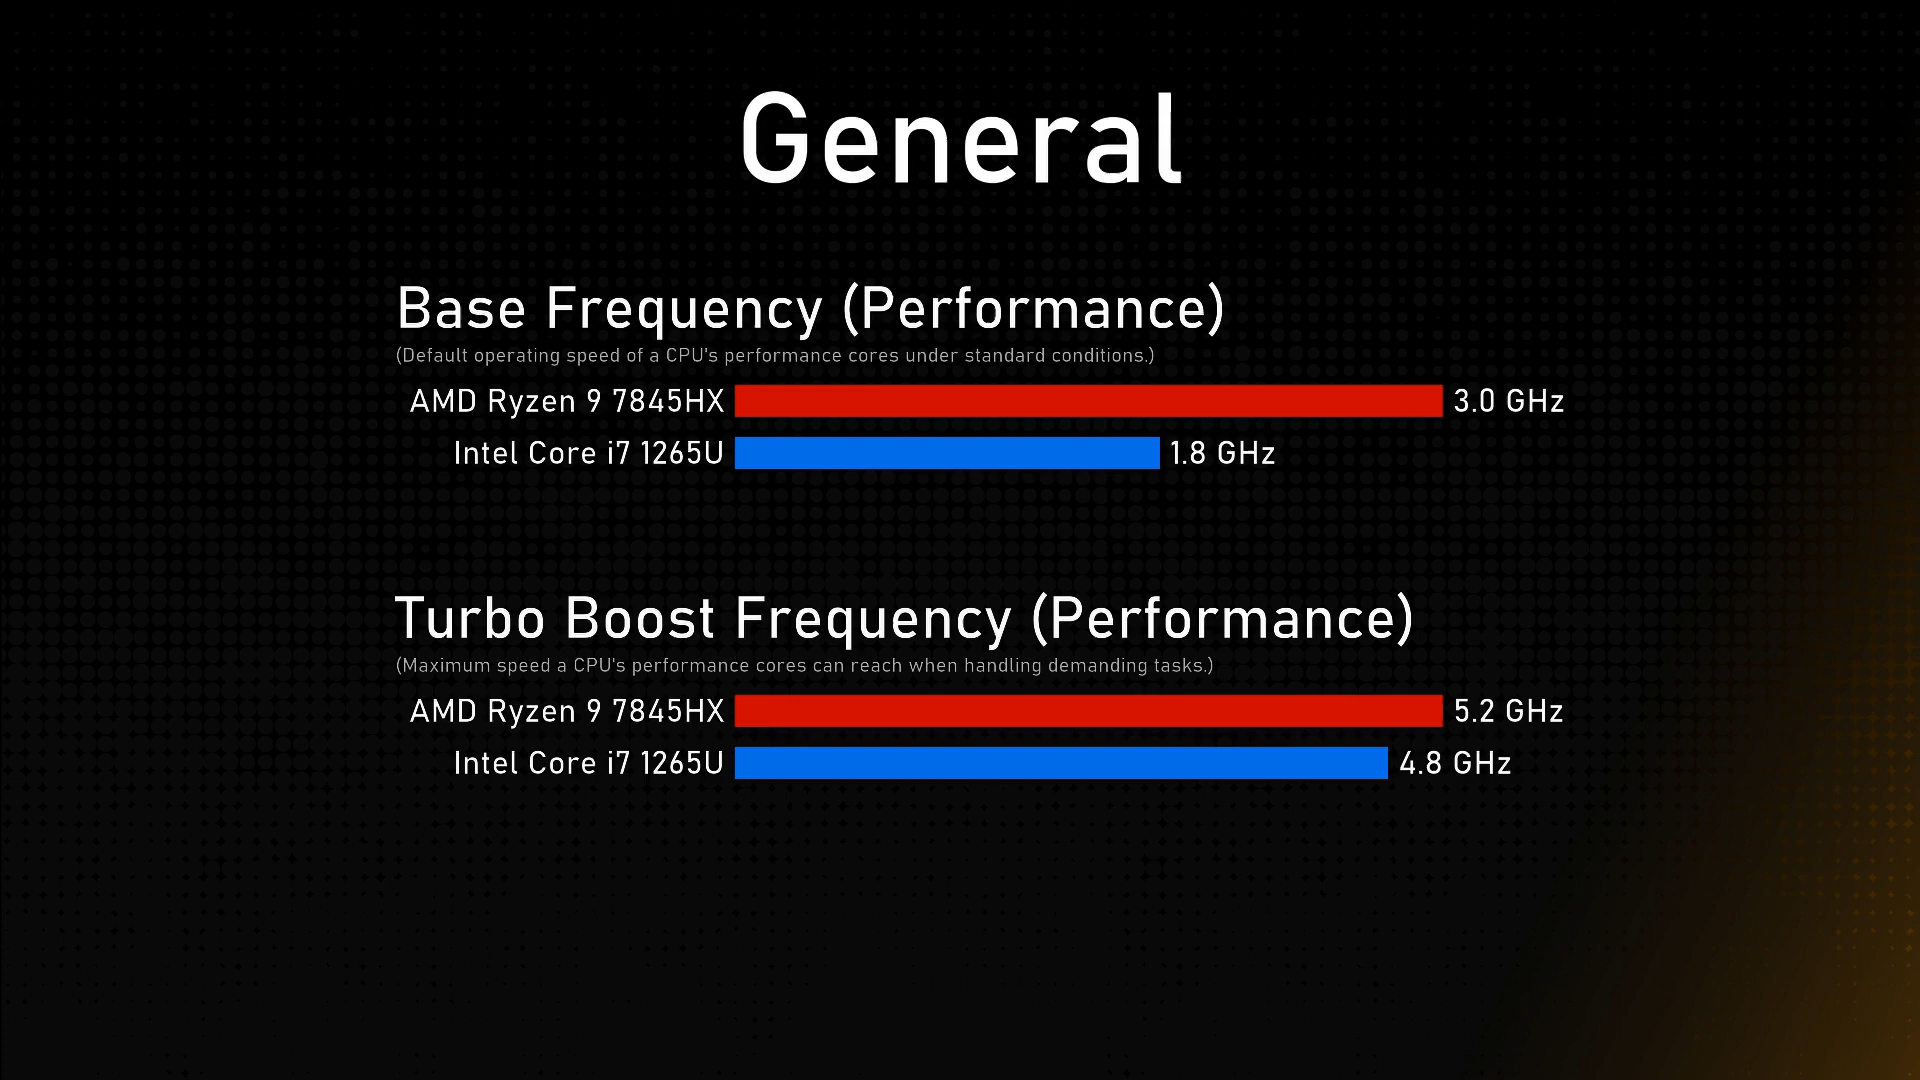 General
Base Frequency (Performance)
(Default operating speed of a CPU's performance cores under standard conditions.)
AMD Ryzen 9 7845HX 3.0 GHz
Intel Core i7 1265U 1.8 GHz
Turbo Boost Frequency (Performance)
(Maximum speed a CPU's performance cores can reach when handling demanding tasks.)
AMD Ryzen 9 7845HX 5.2 GHz
Intel Core i7 1265U 4.8 GHz